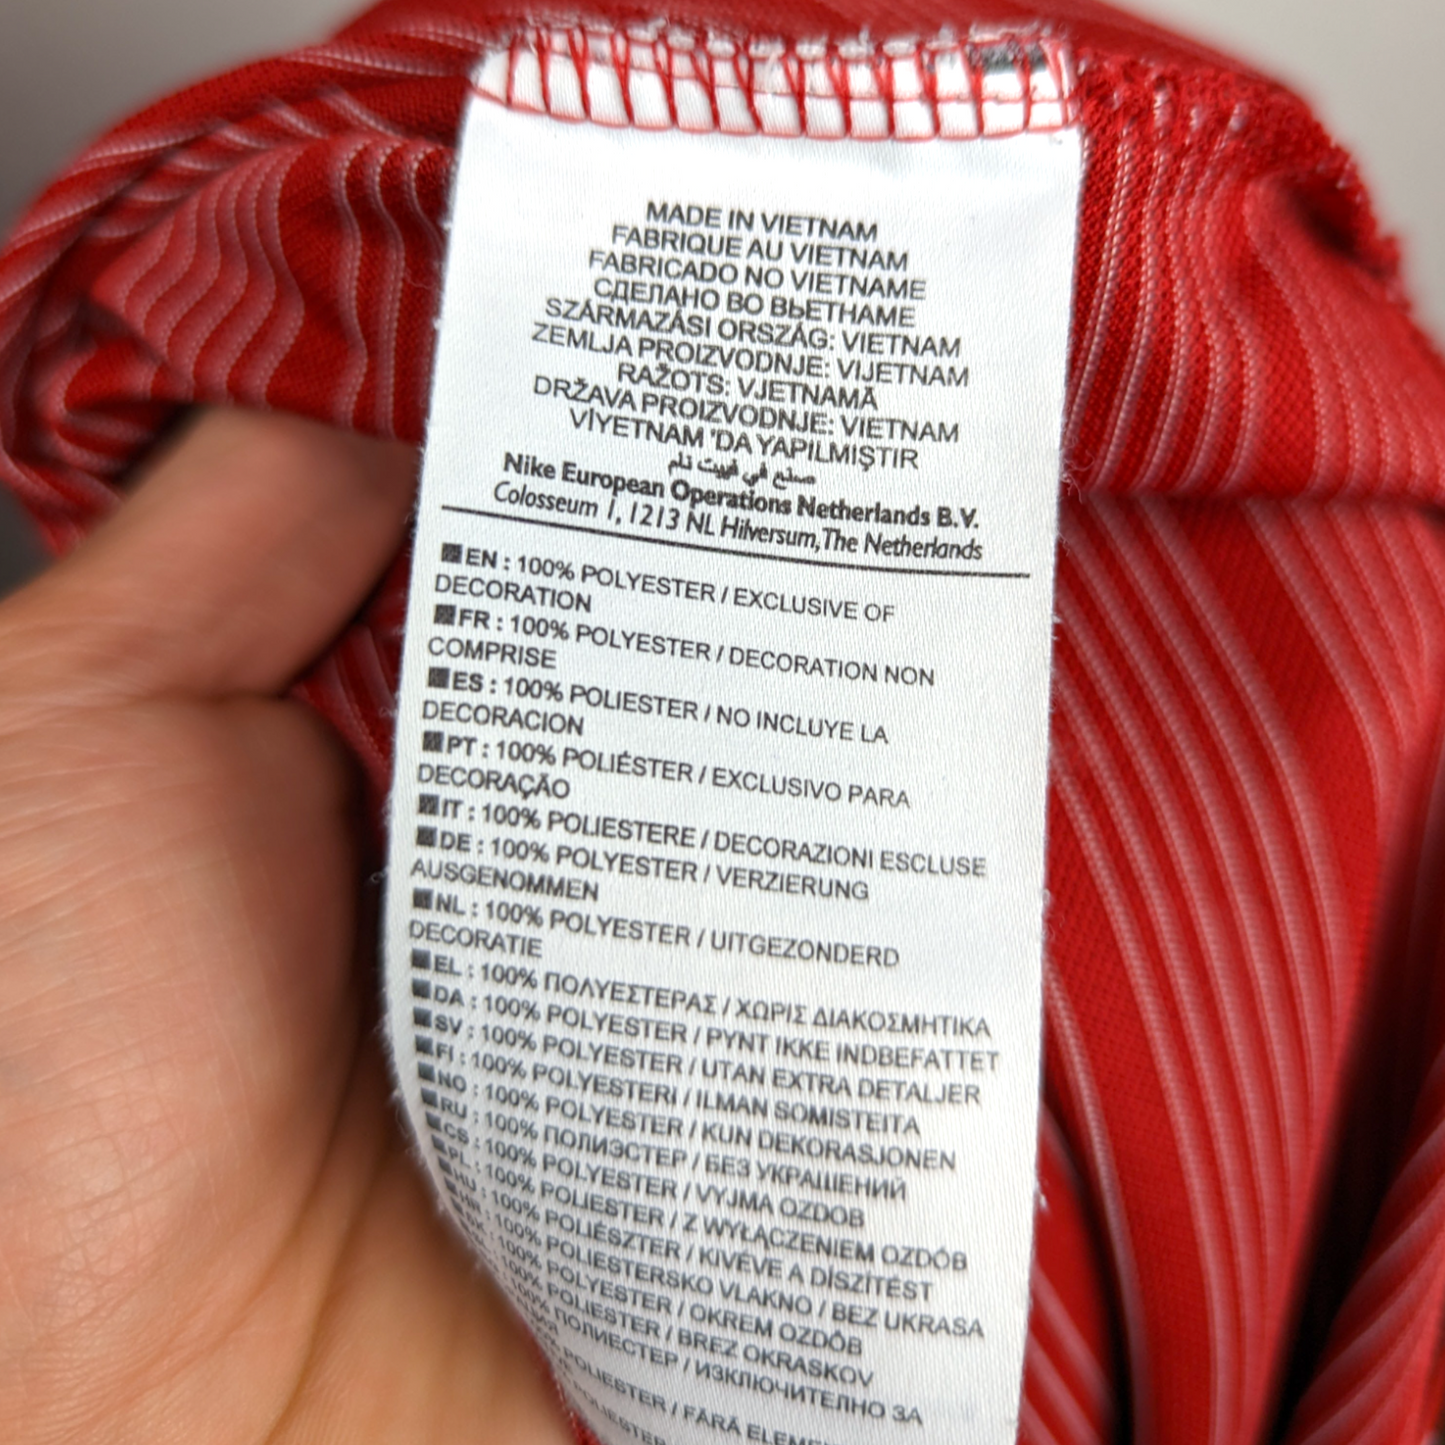 MADE IN VIETNAM
FABRIQUE AU VIETNAM
FABRICADO NO VIETNAME
СДЕЛАНО ВО ВЬЕТНАМЕ
SZÁRMAZÁSI ORSZÁG: VIETNAM
ZEMLJA PROIZVODNJE: VIJETNAM
RAŽOTS: VJETNAMĀ
DRŽAVA PROIZVODNJE: VIETNAM
VİYETNAM 'DA YAPILMIŞTIR
صنع في فييت نام
Nike European Operations Netherlands B.V.
Colosseum 1, 1213 NL Hilversum, The Netherlands
EN : 100% POLYESTER / EXCLUSIVE OF
DECORATION
FR : 100% POLYESTER / DECORATION NON
COMPRISE
ES : 100% POLIESTER / NO INCLUYE LA
DECORACION
PT : 100% POLIÉSTER / EXCLUSIVO PARA
DECORAÇÃO
IT : 100% POLIESTERE / DECORAZIONI ESCLUSE
DE : 100% POLYESTER / VERZIERUNG
AUSGENOMMEN
NL : 100% POLYESTER / UITGEZONDERD
DECORATIE
EL : 100% ΠΟΛΥΕΣΤΕΡΑΣ / ΧΩΡΙΣ ΔΙΑΚΟΣΜΗΤΙΚΑ
DA : 100% POLYESTER / PYNT IKKE INDBEFATTET
SV : 100% POLYESTER / UTAN EXTRA DETALJER
FI : 100% POLYESTERI / ILMAN SOMISTEITA
NO : 100% POLYESTER / KUN DEKORASJONEN
RU : 100% ПОЛИЭСТЕР / БЕЗ УКРАШЕНИЙ
CS : 100% POLYESTER / VYJMA OZDOB
PL : 100% POLIESTER / Z WYŁĄCZENIEM OZDÓB
HU : 100% POLIÉSZTER / KIVÉVE A DÍSZÍTÉST
HR : 100% POLIESTERSKO VLAKNO / BEZ UKRASA
SK : 100% POLYESTER / OKREM OZDÔB
100% POLIESTER / BREZ OKRASKOV
100% ПОЛИЕСТЕР / ИЗКЛЮЧИТЕЛНО ЗА
POLIESTER / FĂRĂ